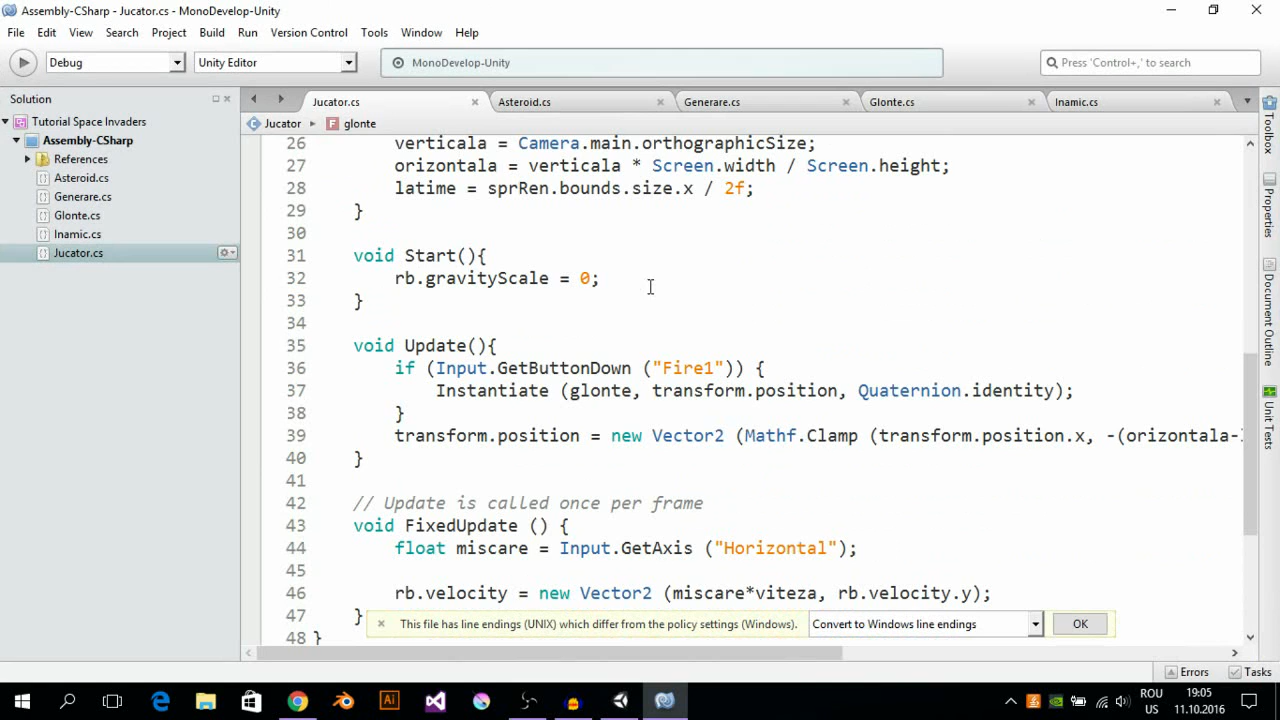 Assembly-CSharp - Jucator.cs - MonoDevelop-Unity
File Edit View Search Project Build Run Version Control Tools Window Help
Debug Unity Editor MonoDevelop-Unity Press 'Control+,' to search
Solution
Tutorial Space Invaders
Assembly-CSharp
References
Asteroid.cs
Generare.cs
Glonte.cs
Inamic.cs
Jucator.cs
Jucator.cs Asteroid.cs Generare.cs Glonte.cs Inamic.cs
Jucator glonte
26 verticala = Camera.main.orthographicSize;
27 orizontala = verticala * Screen.width / Screen.height;
28 latime = sprRen.bounds.size.x / 2f;
29 }
30
31 void Start(){
32 rb.gravityScale = 0;
33 }
34
35 void Update(){
36 if (Input.GetButtonDown ("Fire1")) {
37 Instantiate (glonte, transform.position, Quaternion.identity);
38 }
39 transform.position = new Vector2 (Mathf.Clamp (transform.position.x, -(orizontala-
40 }
41
42 // Update is called once per frame
43 void FixedUpdate () {
44 float miscare = Input.GetAxis ("Horizontal");
45
46 rb.velocity = new Vector2 (miscare*viteza, rb.velocity.y);
47 }
48 }
This file has line endings (UNIX) which differ from the policy settings (Windows). Convert to Windows line endings OK
Toolbox
Properties
Document Outline
Unit Tests
Errors Tasks
ROU
US
19:05
11.10.2016